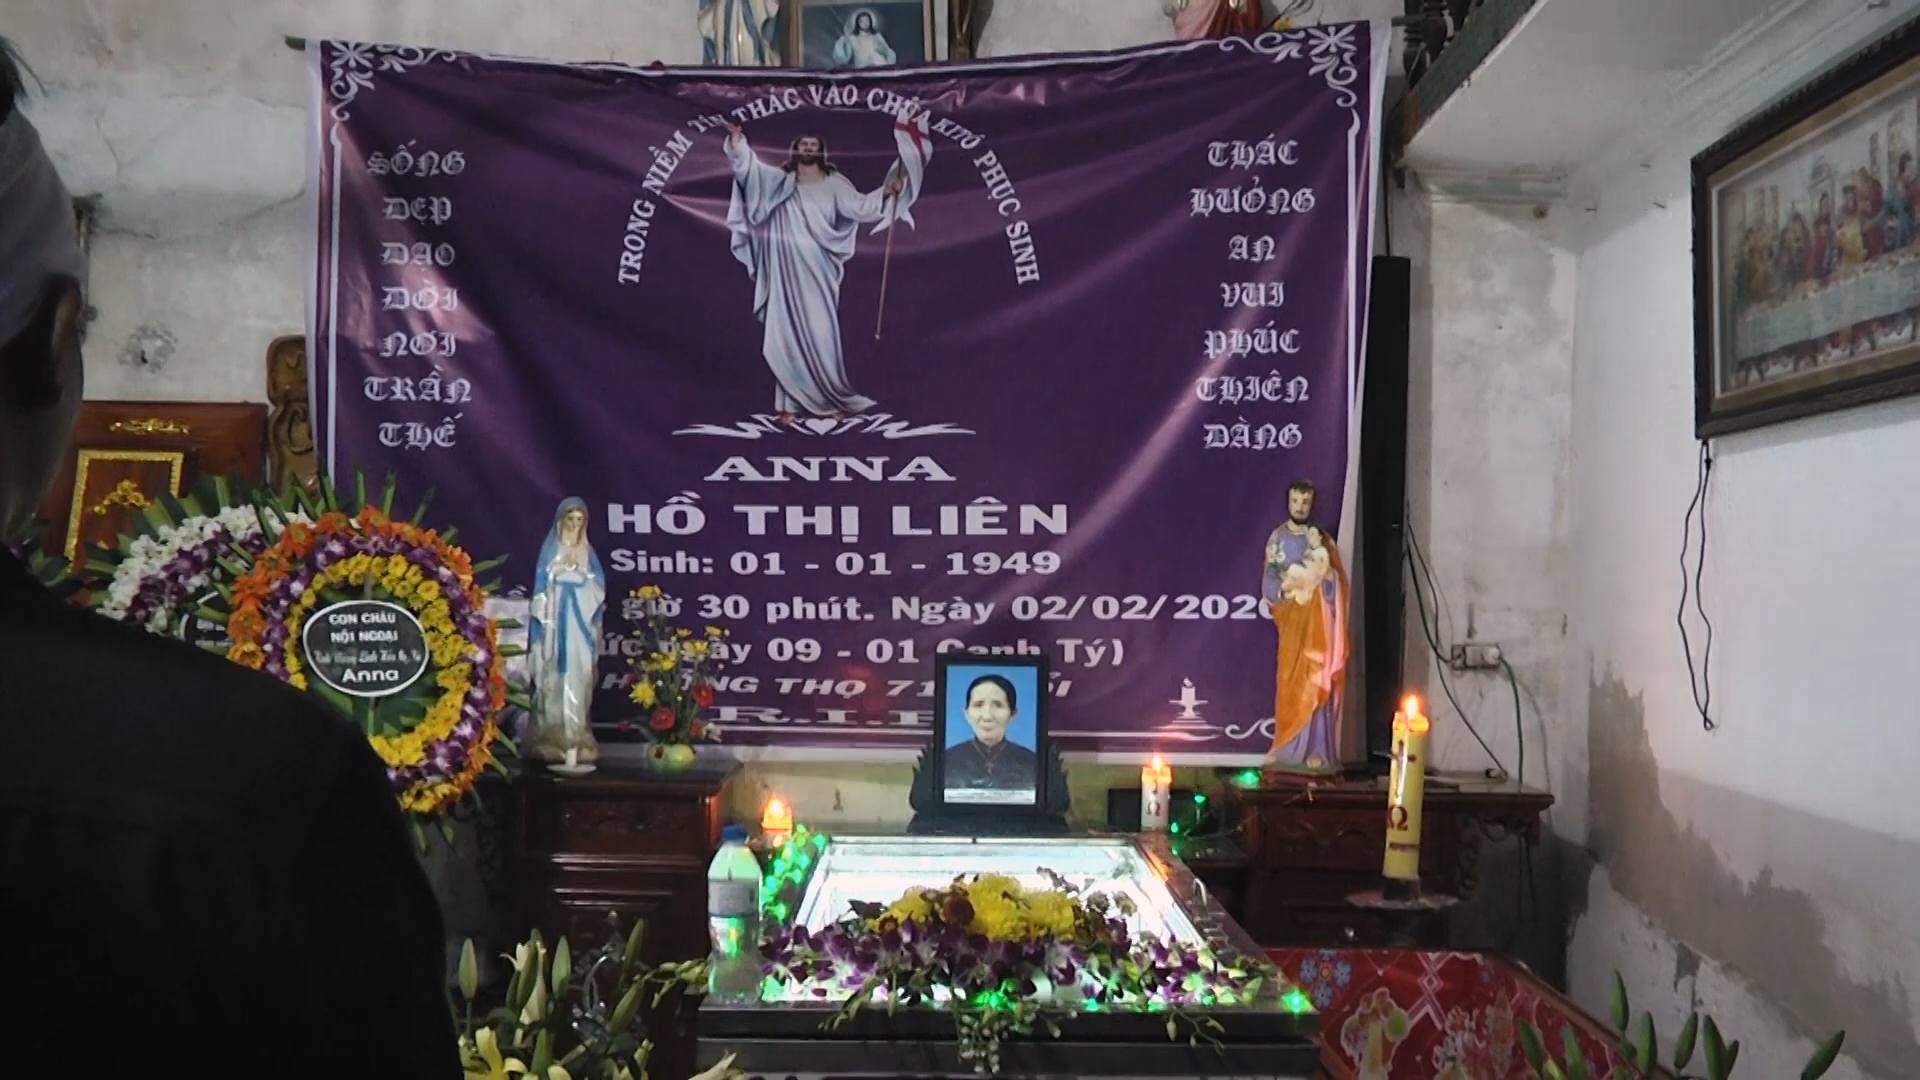 TRONG NIỀM TIN THÁC VÀO CHÚA KITÔ PHỤC SINH
SỐNG
ĐẸP
ĐẠO
ĐỜI
NƠI
TRẦN
THẾ
THÁC
HƯỞNG
AN
VUI
PHÚC
THIÊN
ĐÀNG
ANNA
HỒ THỊ LIÊN
Sinh: 01 - 01 - 1949
giờ 30 phút. Ngày 02/02/2020
ngày 09 - 01 Canh Tý)
HƯỞNG THỌ 71
R.I.P
CON CHÁU
NỘI NGOẠI
Anna
Ω
Ω